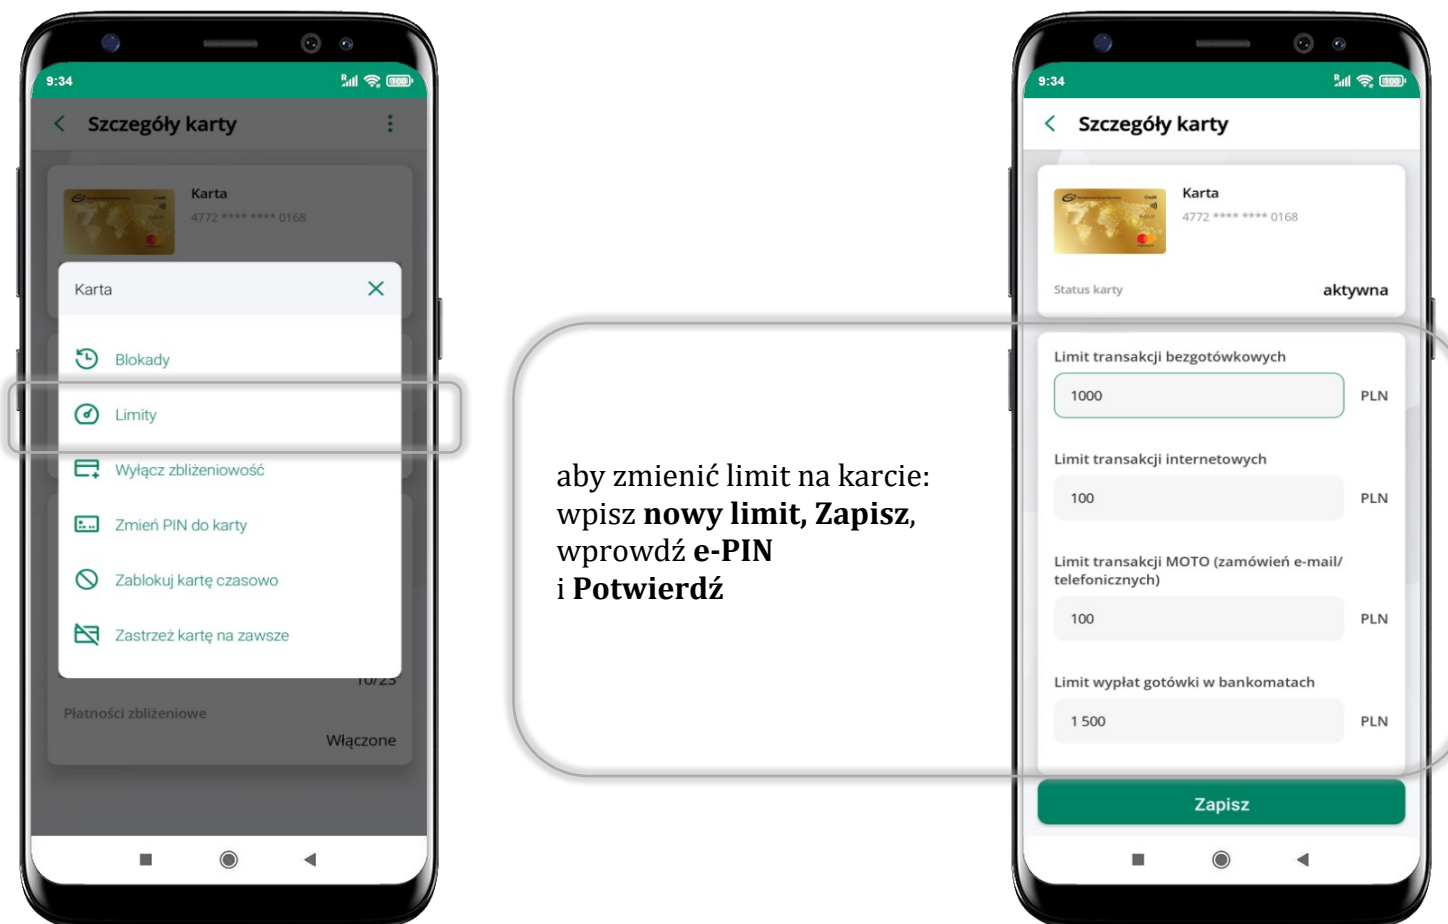 9:34
Szczegóły karty
Karta
4772 **** **** 0168
Karta
Blokady
Limity
Wyłącz zbliżeniowość
Zmień PIN do karty
Zablokuj kartę czasowo
Zastrzeż kartę na zawsze
10/23
Płatności zbliżeniowe
Włączone
aby zmienić limit na karcie:
wpisz nowy limit, Zapisz,
wprowdź e-PIN
i Potwierdź
9:34
Szczegóły karty
Karta
4772 **** **** 0168
Status karty aktywna
Limit transakcji bezgotówkowych
1000 PLN
Limit transakcji internetowych
100 PLN
Limit transakcji MOTO (zamówień e-mail/
telefonicznych)
100 PLN
Limit wypłat gotówki w bankomatach
1 500 PLN
Zapisz